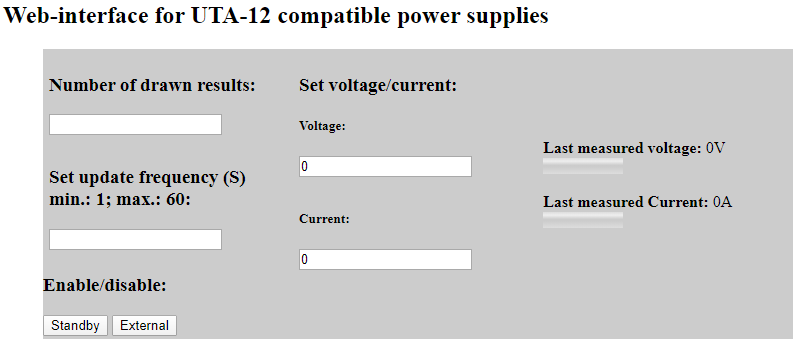 Web-interface for UTA-12 compatible power supplies
Number of drawn results:
Set update frequency (S)
min.: 1; max.: 60:
Enable/disable:
Standby External
Set voltage/current:
Voltage:
0
Current:
0
Last measured voltage: 0V
Last measured Current: 0A